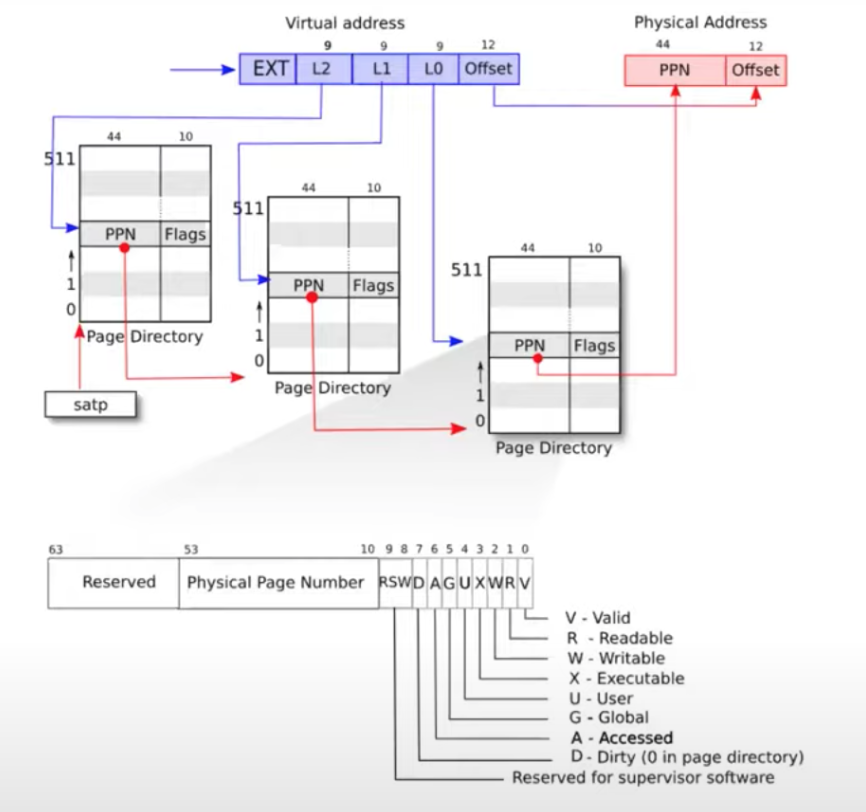 Virtual address
Physical Address
9 9 9 12
44 12
EXT L2 L1 L0 Offset
PPN Offset
44 10
511
PPN Flags
1
0
Page Directory
satp
44 10
511
PPN Flags
1
0
Page Directory
44 10
511
PPN Flags
1
0
Page Directory
63 53 10 9 8 7 6 5 4 3 2 1 0
Reserved Physical Page Number RSW D A G U X W R V
V - Valid
R - Readable
W - Writable
X - Executable
U - User
G - Global
A - Accessed
D - Dirty (0 in page directory)
Reserved for supervisor software